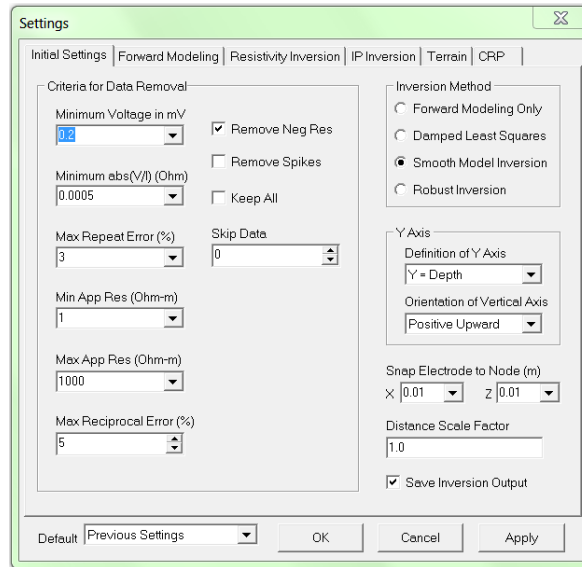 Settings
Initial Settings Forward Modeling Resistivity Inversion IP Inversion Terrain CRP
Criteria for Data Removal
Minimum Voltage in mV
0.2
Minimum abs(V/I) (Ohm)
0.0005
Max Repeat Error (%)
3
Min App Res (Ohm-m)
1
Max App Res (Ohm-m)
1000
Max Reciprocal Error (%)
5
Remove Neg Res
Remove Spikes
Keep All
Skip Data
0
Inversion Method
Forward Modeling Only
Damped Least Squares
Smooth Model Inversion
Robust Inversion
Y Axis
Definition of Y Axis
Y = Depth
Orientation of Vertical Axis
Positive Upward
Snap Electrode to Node (m)
X 0.01 Z 0.01
Distance Scale Factor
1.0
Save Inversion Output
Default Previous Settings OK Cancel Apply